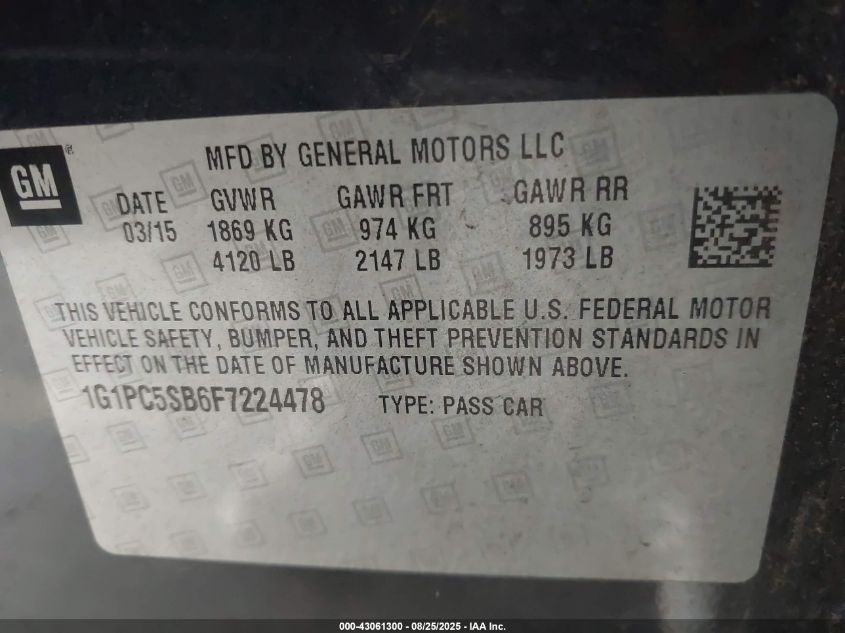 GM
®
MFD BY GENERAL MOTORS LLC
DATE GVWR GAWR FRT GAWR RR
03/15 1869 KG 974 KG 895 KG
4120 LB 2147 LB 1973 LB
THIS VEHICLE CONFORMS TO ALL APPLICABLE U.S. FEDERAL MOTOR
VEHICLE SAFETY, BUMPER, AND THEFT PREVENTION STANDARDS IN
EFFECT ON THE DATE OF MANUFACTURE SHOWN ABOVE.
1G1PC5SB6F7224478 TYPE: PASS CAR
000-43061300 - 08/25/2025 - IAA Inc.